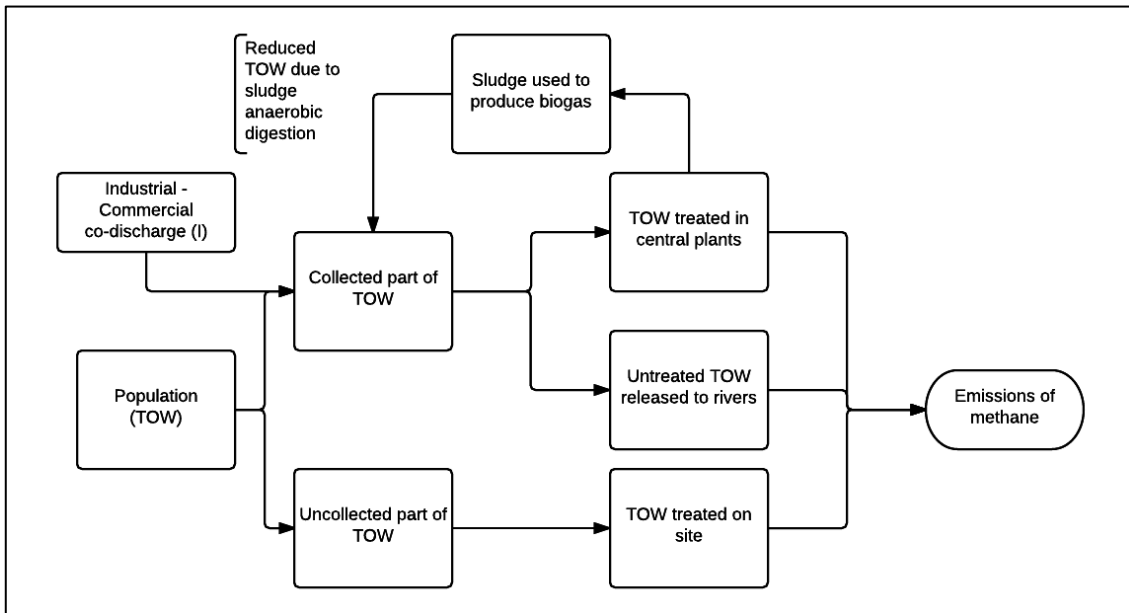 Reduced
TOW due to
sludge
anaerobic
digestion
Sludge used to
produce biogas
Industrial -
Commercial
co-discharge (I)
TOW treated in
central plants
Collected part of
TOW
Population
(TOW)
Untreated TOW
released to rivers
Emissions of
methane
Uncollected part of
TOW
TOW treated on
site